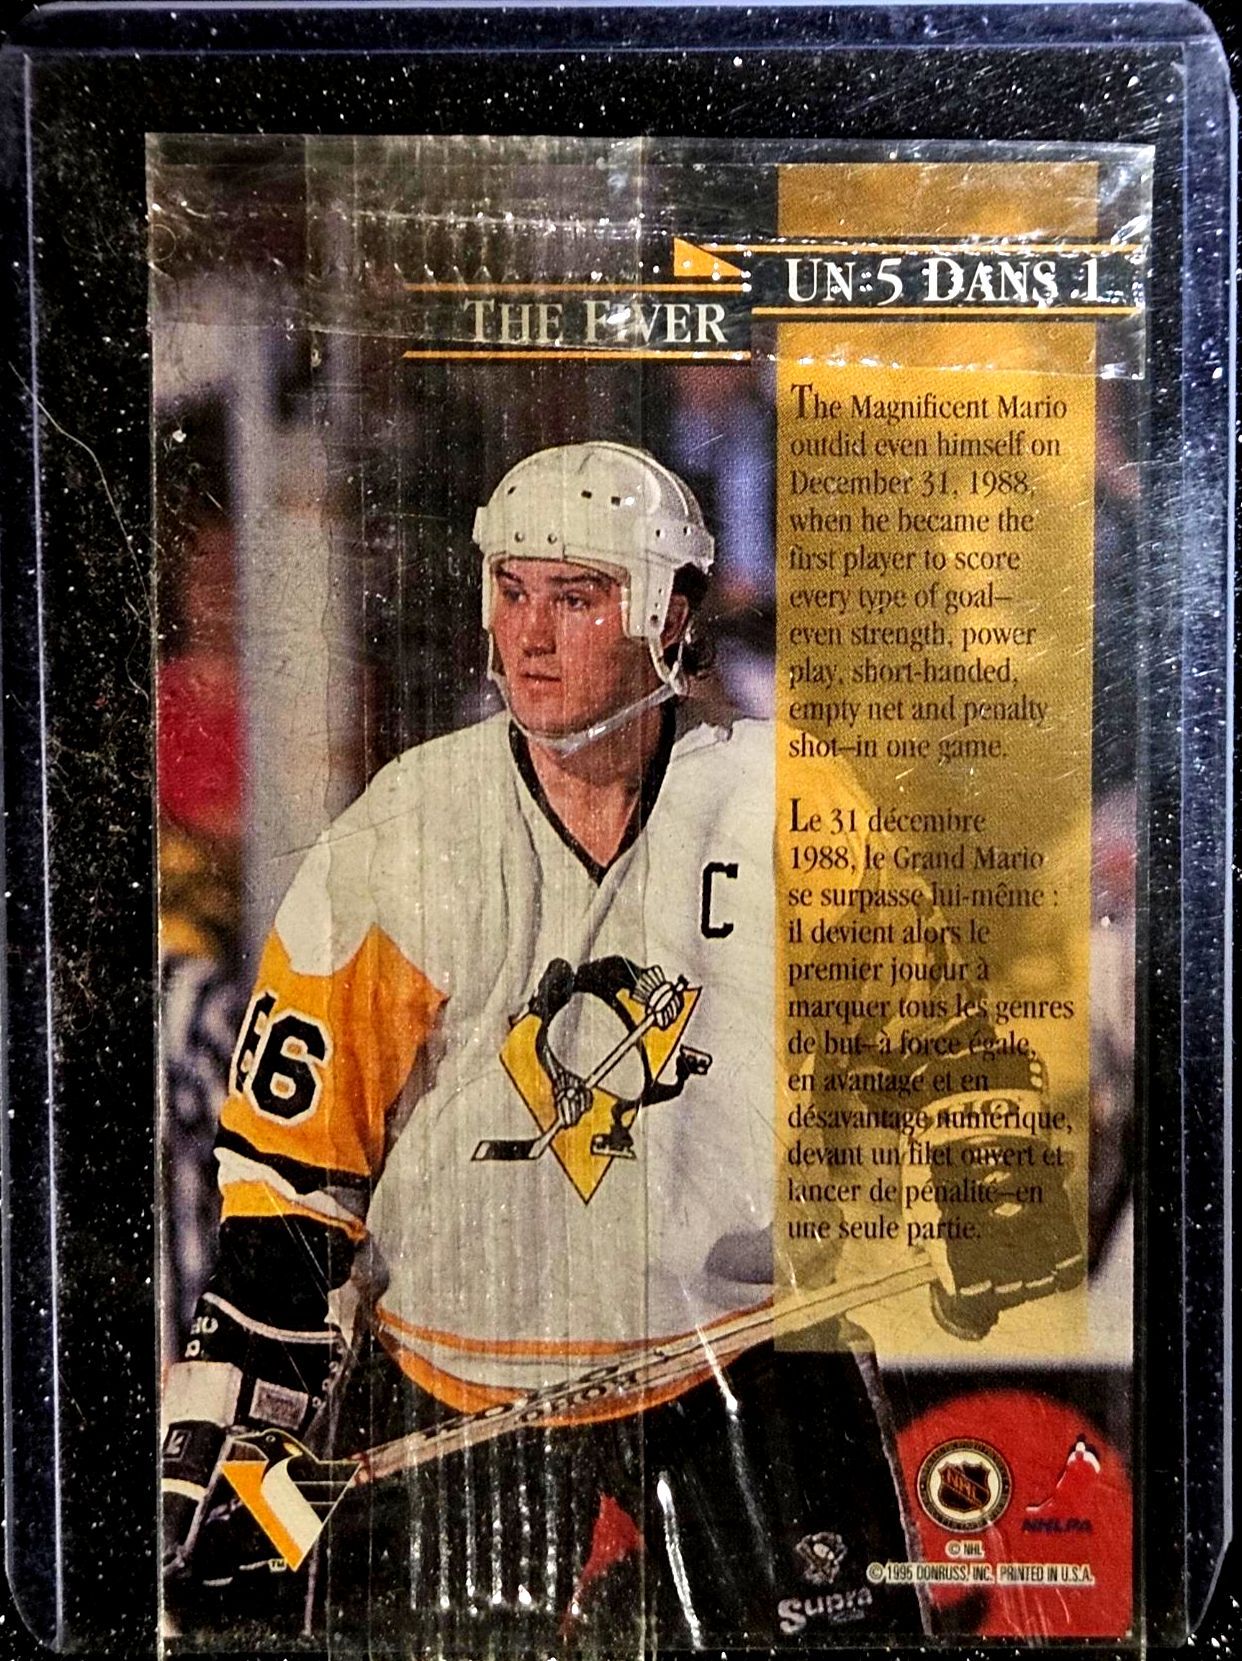 THE FIVER
UN 5 DANS 1
The Magnificent Mario
outdid even himself on
December 31, 1988,
when he became the
first player to score
every type of goal–
even strength, power
play, short-handed,
empty net and penalty
shot–in one game.
Le 31 décembre
1988, le Grand Mario
se surpasse lui-même :
il devient alors le
premier joueur à
marquer tous les genres
de but–à force égale,
en avantage et en
désavantage numérique,
devant un filet ouvert et
lancer de pénalité–en
une seule partie.
C
66
NHL
NHLPA
© NHL
© 1995 DONRUSS, INC. PRINTED IN U.S.A.
Supra
TM